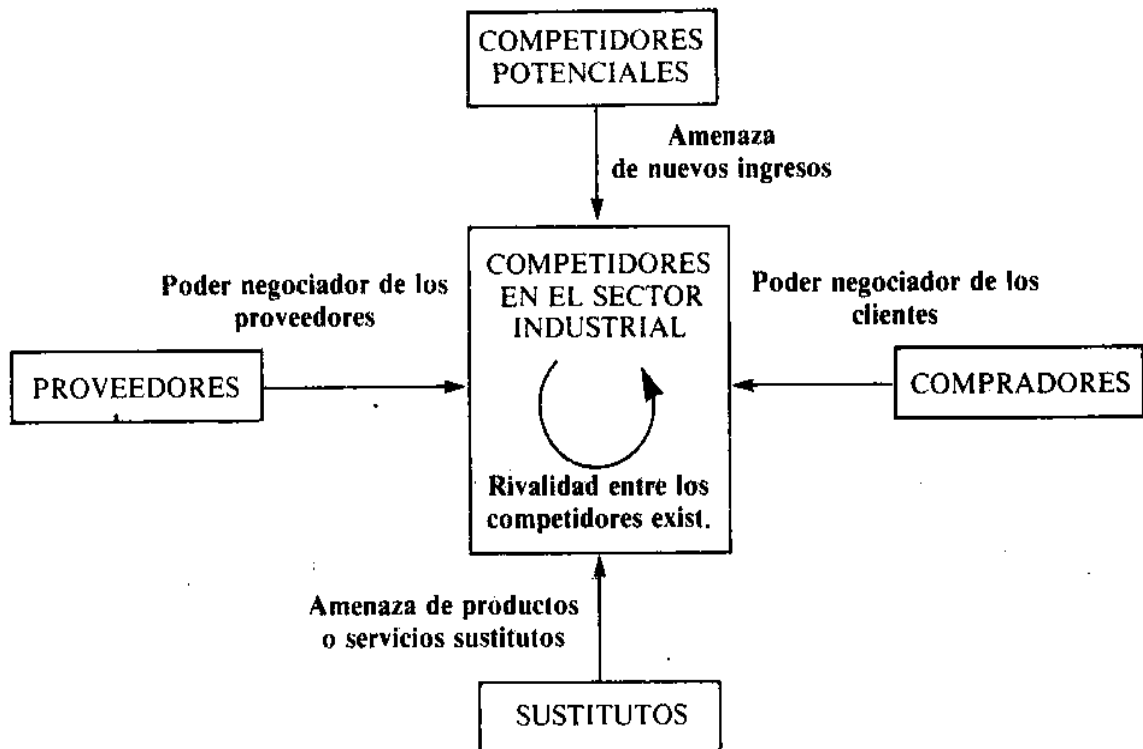 COMPETIDORES
POTENCIALES
Amenaza
de nuevos ingresos
Poder negociador de los
proveedores
COMPETIDORES
EN EL SECTOR
INDUSTRIAL
Poder negociador de los
clientes
PROVEEDORES
COMPRADORES
Rivalidad entre los
competidores exist.
Amenaza de productos
o servicios sustitutos
SUSTITUTOS